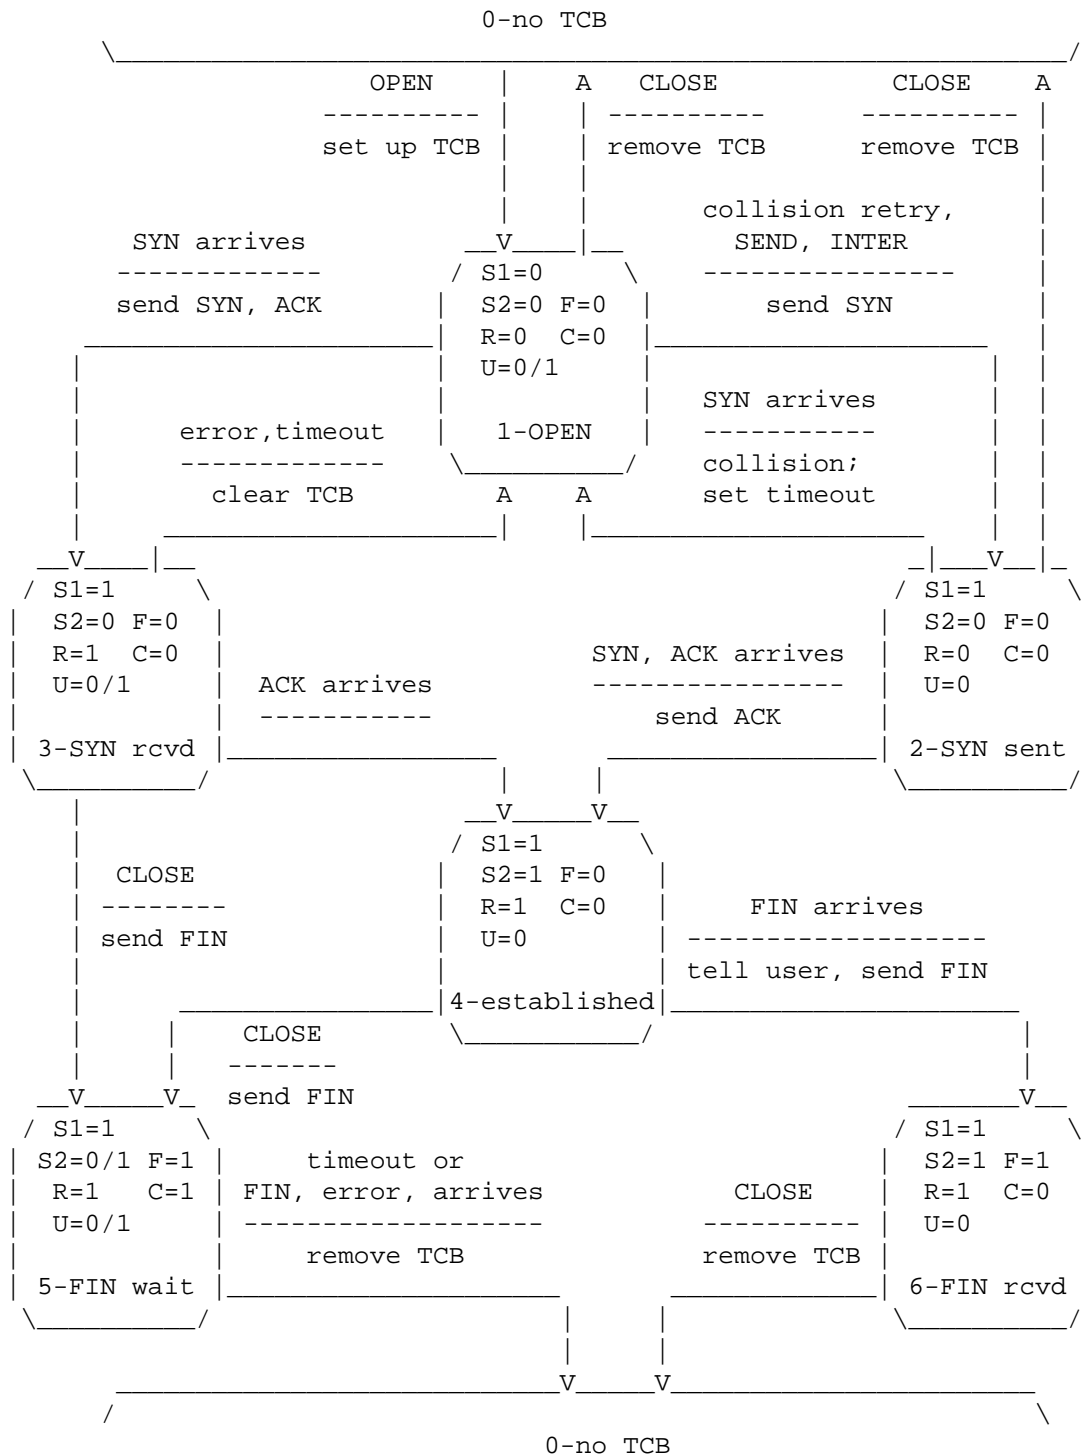 0-no TCB
OPEN A CLOSE CLOSE A
set up TCB remove TCB remove TCB
collision retry,
SYN arrives V SEND, INTER
S1=0
send SYN, ACK S2=0 F=0 send SYN
R=0 C=0
U=0/1
SYN arrives
error,timeout 1-OPEN
collision;
clear TCB A A set timeout
V V
S1=1 S1=1
S2=0 F=0 S2=0 F=0
R=1 C=0 SYN, ACK arrives R=0 C=0
U=0/1 ACK arrives U=0
send ACK
3-SYN rcvd 2-SYN sent
V V
S1=1
CLOSE S2=1 F=0
R=1 C=0 FIN arrives
send FIN U=0
tell user, send FIN
4-established
CLOSE
V V send FIN V
S1=1 S1=1
S2=0/1 F=1 timeout or S2=1 F=1
R=1 C=1 FIN, error, arrives CLOSE R=1 C=0
U=0/1 U=0
remove TCB remove TCB
5-FIN wait 6-FIN rcvd
V V
0-no TCB